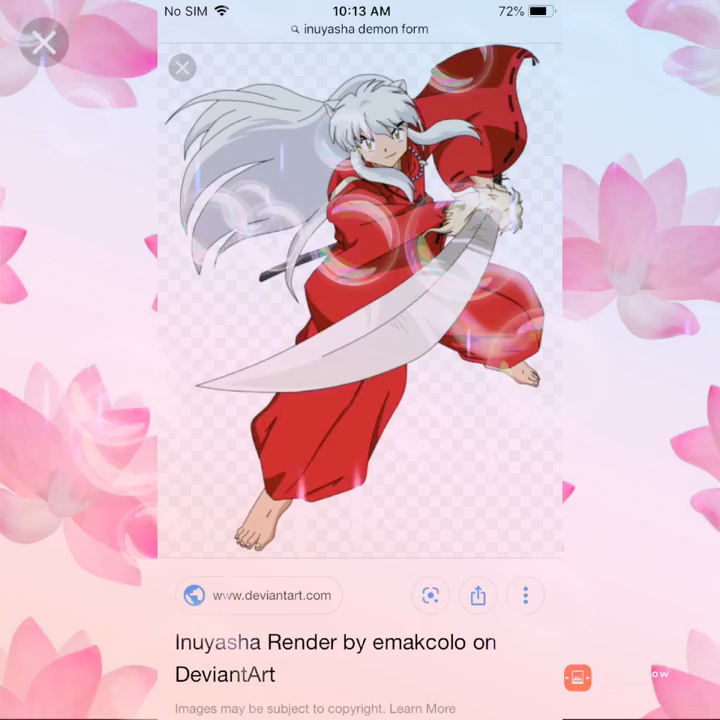 No SIM 10:13 AM 72%
inuyasha demon form
www.deviantart.com
Inuyasha Render by emakcolo on
DeviantArt
Images may be subject to copyright. Learn More